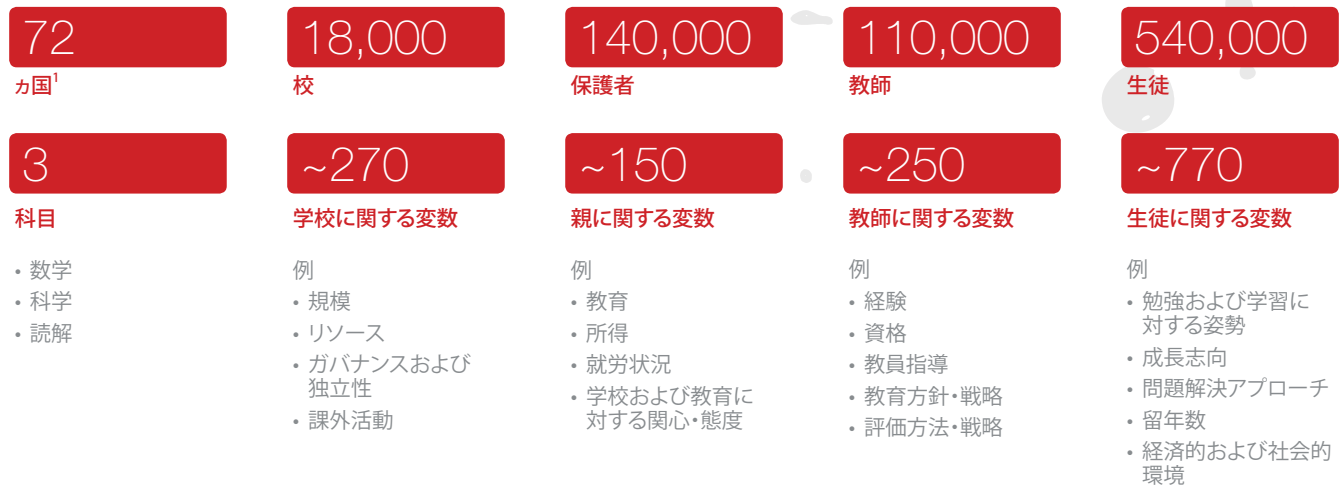 72
ヵ国1
18,000
校
140,000
保護者
110,000
教師
540,000
生徒
3
科目
• 数学
• 科学
• 読解
~270
学校に関する変数
例
• 規模
• リソース
• ガバナンスおよび
独立性
• 課外活動
~150
親に関する変数
例
• 教育
• 所得
• 就労状況
• 学校および教育に
対する関心・態度
~250
教師に関する変数
例
• 経験
• 資格
• 教員指導
• 教育方針・戦略
• 評価方法・戦略
~770
生徒に関する変数
例
• 勉強および学習に
対する姿勢
• 成長志向
• 問題解決アプローチ
• 留年数
• 経済的および社会的
環境